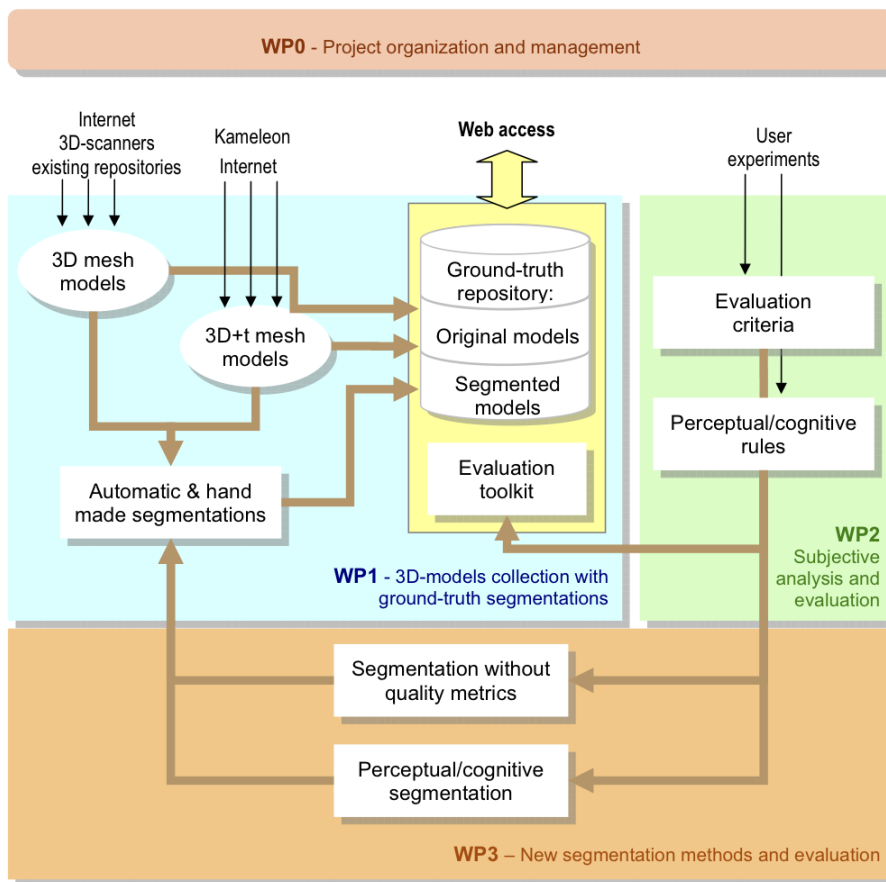 WP0 - Project organization and management
Internet
3D-scanners
existing repositories
Kameleon
Internet
Web access
User
experiments
3D mesh
models
3D+t mesh
models
Ground-truth
repository:
Original models
Segmented
models
Evaluation
criteria
Perceptual/cognitive
rules
Automatic & hand
made segmentations
Evaluation
toolkit
WP1 - 3D-models collection with
ground-truth segmentations
WP2
Subjective
analysis and
evaluation
Segmentation without
quality metrics
Perceptual/cognitive
segmentation
WP3 – New segmentation methods and evaluation